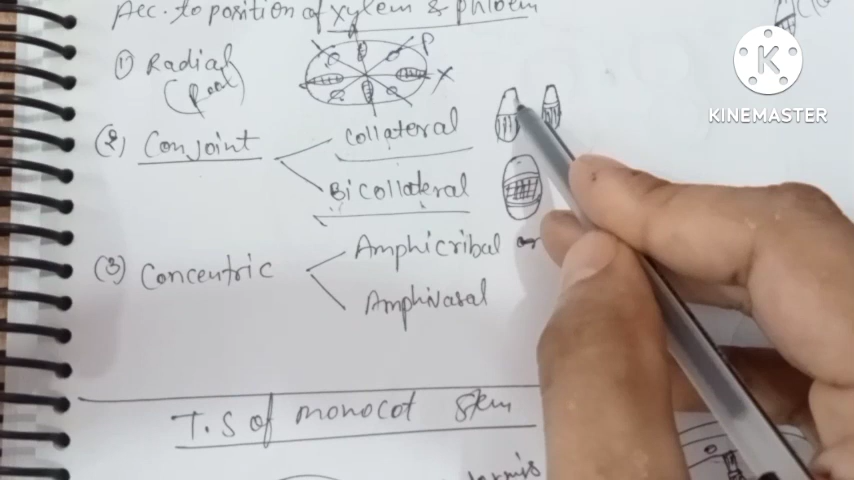 Acc. to position of xylem & phloem
(1) Radial
(Root)
P
X
(2) Conjoint
Collateral
Bicollateral
(3) Concentric
Amphicribal or
Amphivasal
T.S of monocot stem
K
KINEMASTER